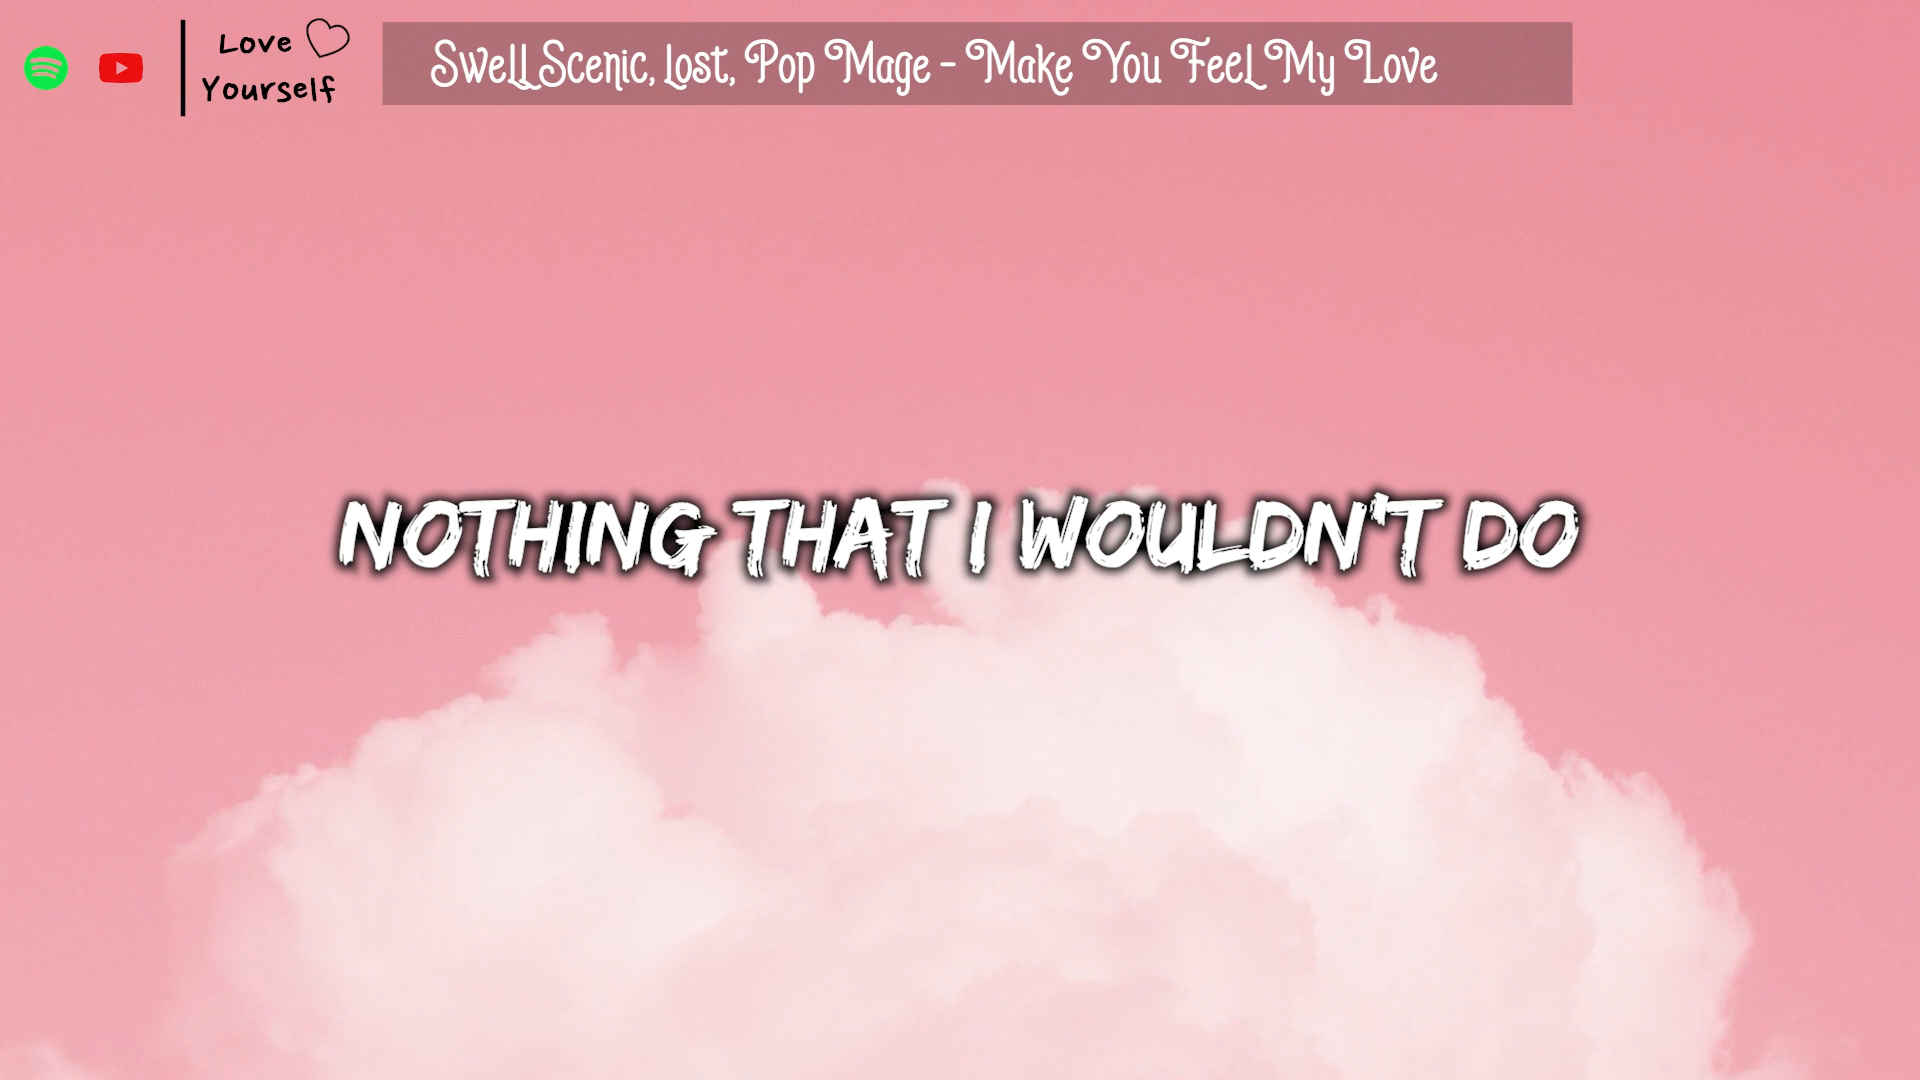 Love
Yourself
Swell Scenic, Lost, Pop Mage - Make You Feel My Love
NOTHING THAT I WOULDN'T DO